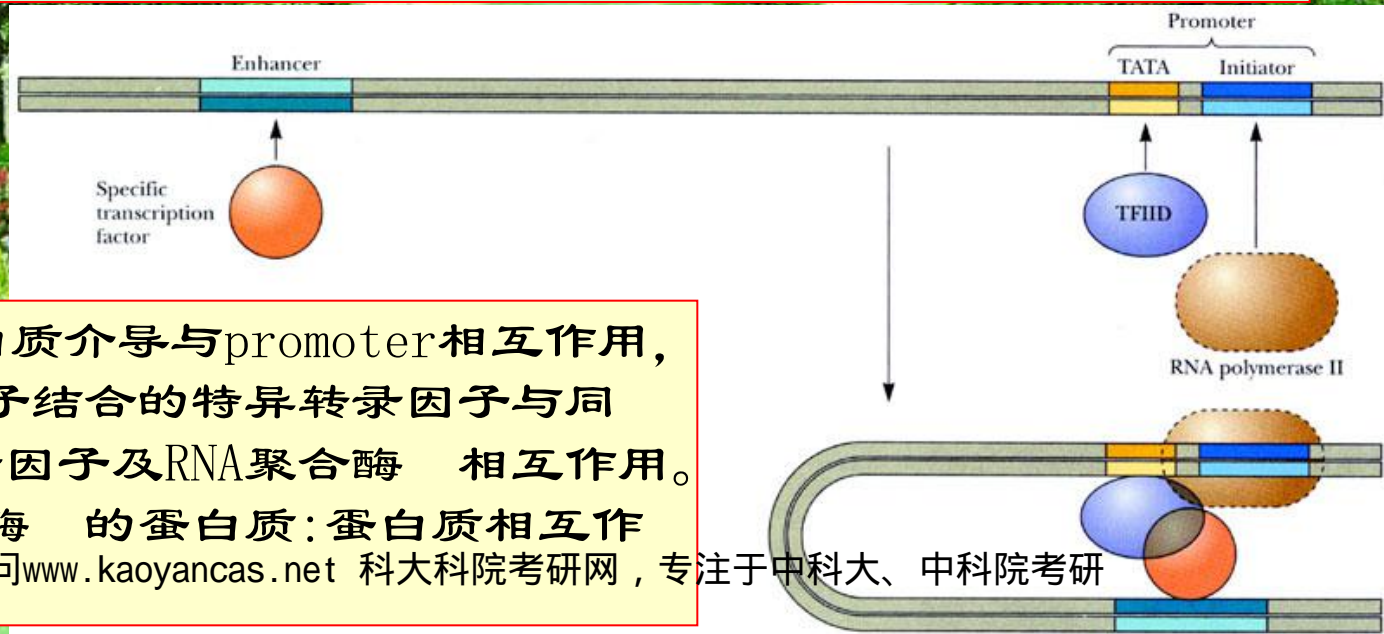 Promoter
Enhancer
TATA
Initiator
Specific
transcription
factor
TFIID
RNA polymerase II
质介导与promoter相互作用,
结合的特异转录因子与同
因子及RNA聚合酶 相互作用。
的蛋白质:蛋白质相互作
www.kaoyancas.net 科大科院考研网,专注于中科大、中科院考研